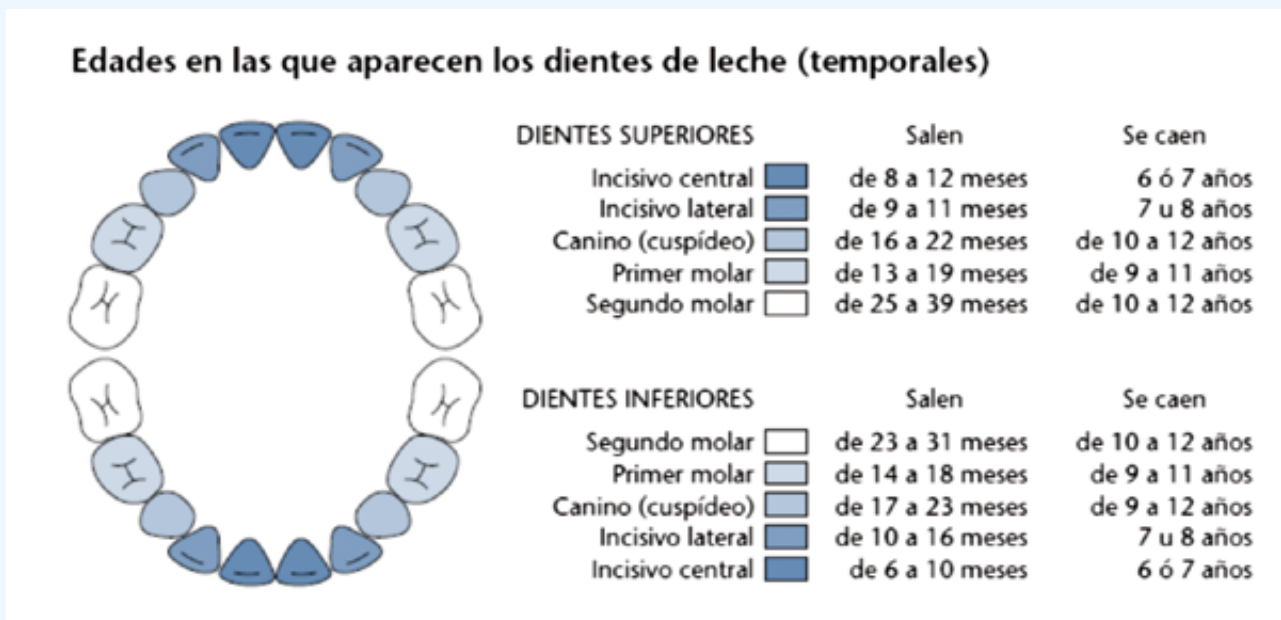 Edades en las que aparecen los dientes de leche (temporales)
DIENTES SUPERIORES Salen Se caen
Incisivo central de 8 a 12 meses 6 ó 7 años
Incisivo lateral de 9 a 11 meses 7 u 8 años
Canino (cuspídeo) de 16 a 22 meses de 10 a 12 años
Primer molar de 13 a 19 meses de 9 a 11 años
Segundo molar de 25 a 39 meses de 10 a 12 años
DIENTES INFERIORES Salen Se caen
Segundo molar de 23 a 31 meses de 10 a 12 años
Primer molar de 14 a 18 meses de 9 a 11 años
Canino (cuspídeo) de 17 a 23 meses de 9 a 12 años
Incisivo lateral de 10 a 16 meses 7 u 8 años
Incisivo central de 6 a 10 meses 6 ó 7 años